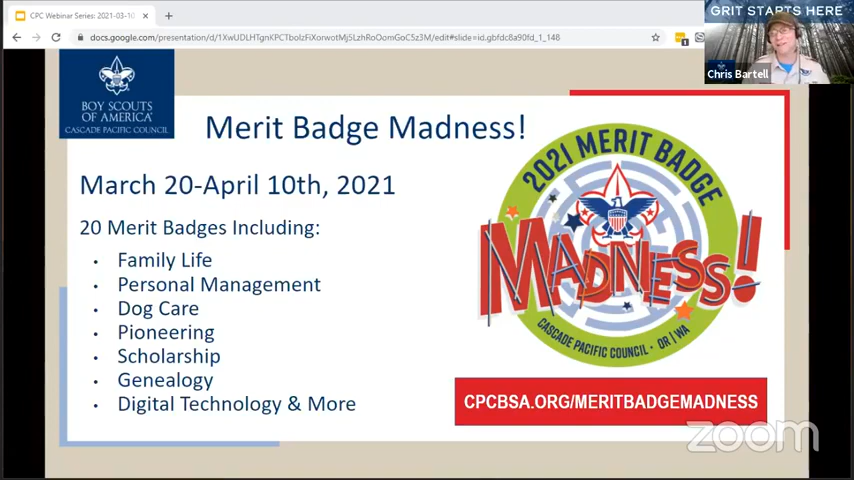 CPC Webinar Series: 2021-03-10
GRIT STARTS HERE
docs.google.com/presentation/d/1XwUDLHTgnKPCTbolzFiXorwotMj5LzhRoOomGoC5z3M/edit#slide=id.gbfdc8a90fd_1_148
Chris Bartell
BOY SCOUTS
OF AMERICA
CASCADE PACIFIC COUNCIL
Merit Badge Madness!
March 20-April 10th, 2021
20 Merit Badges Including:
• Family Life
• Personal Management
• Dog Care
• Pioneering
• Scholarship
• Genealogy
• Digital Technology & More
2021 MERIT BADGE
MADNESS!
CASCADE PACIFIC COUNCIL • OR | WA
CPCBSA.ORG/MERITBADGEMADNESS
zoom